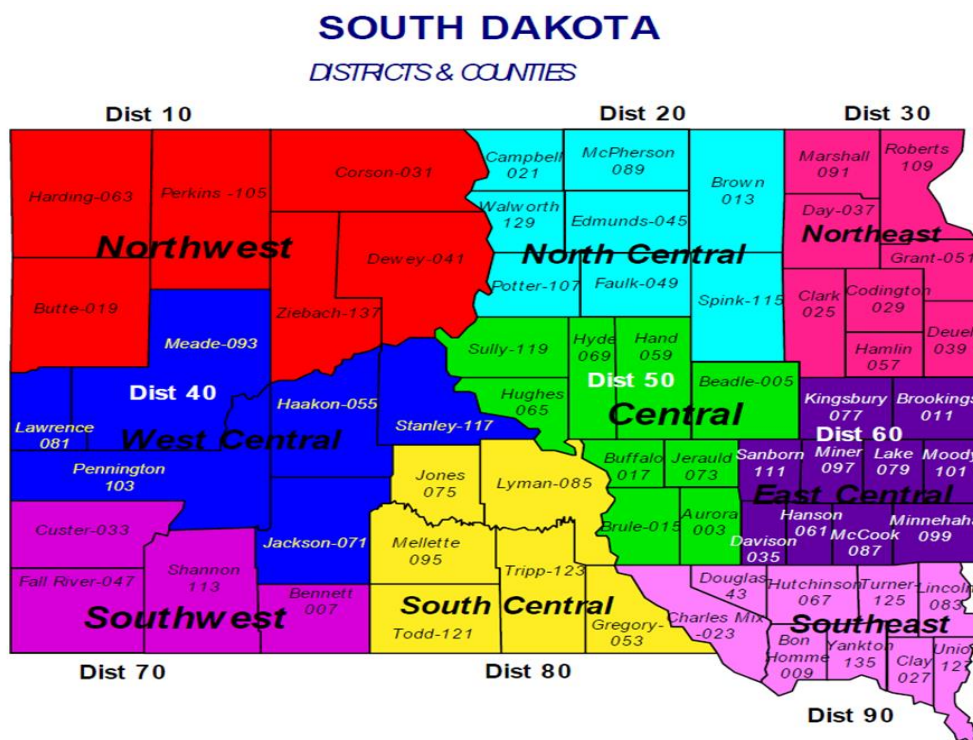 SOUTH DAKOTA
DISTRICTS & COUNTIES
Dist 10
Dist 20
Dist 30
Harding-063
Perkins -105
Corson-031
Northwest
Dewey-041
Butte-019
Ziebach-137
Campbell
021
McPherson
089
Brown
013
Walworth
129
Edmunds-045
North Central
Potter-107
Faulk-049
Spink-115
Marshall
091
Roberts
109
Day-037
Northeast
Grant-051
Clark
025
Codington
029
Deuel
039
Hamlin
057
Meade-093
Dist 40
Lawrence
081
West Central
Haakon-055
Stanley-117
Pennington
103
Jackson-071
Sully-119
Hyde
069
Hand
059
Dist 50
Beadle-005
Hughes
065
Central
Buffalo
017
Jerauld
073
Brule-015
Aurora
003
Kingsbury
077
Brookings
011
Dist 60
Sanborn
111
Miner
097
Lake
079
Moody
101
East Central
Davison
035
Hanson
061
McCook
087
Minnehaha
099
Custer-033
Fall River-047
Shannon
113
Bennett
007
Southwest
Dist 70
Jones
075
Lyman-085
Mellette
095
Tripp-123
South Central
Todd-121
Gregory-
053
Dist 80
Douglas
43
Charles Mix
-023
Hutchinson
067
Turner-
125
Lincoln
083
Southeast
Bon
Homme
009
Yankton
135
Clay
027
Union
127
Dist 90